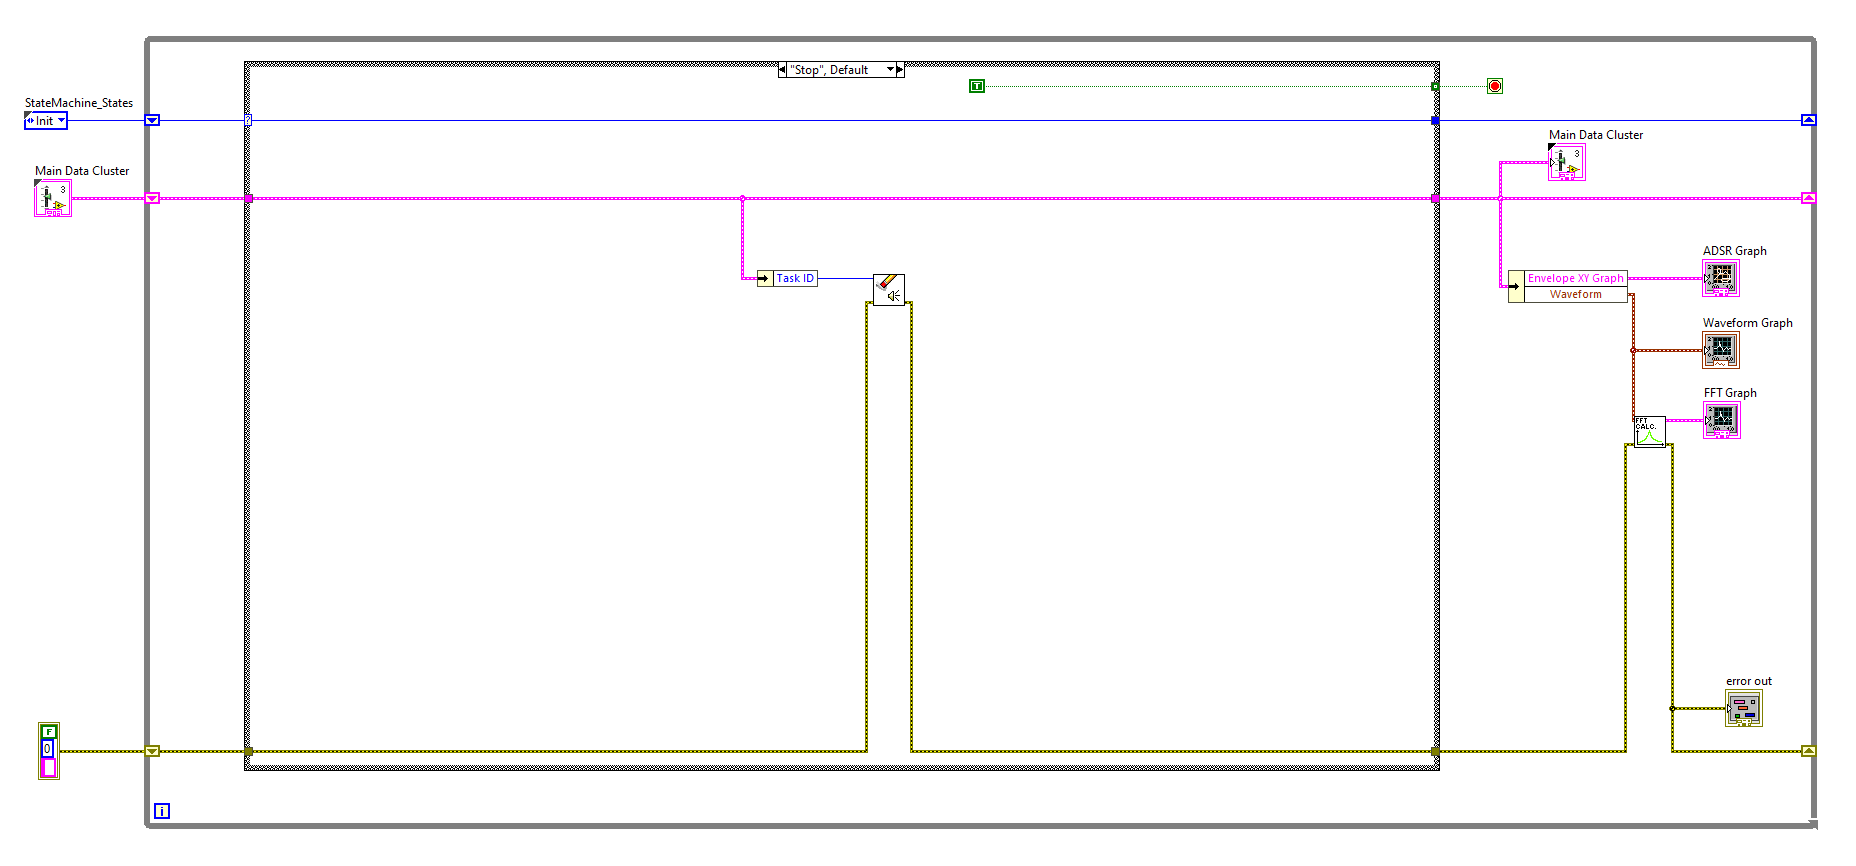 "Stop", Default
T
StateMachine_States
Init
?
Main Data Cluster
3
Main Data Cluster
3
Task ID
Envelope XY Graph
Waveform
ADSR Graph
Waveform Graph
FFT Graph
FFT
CALC.
error out
F
0
i